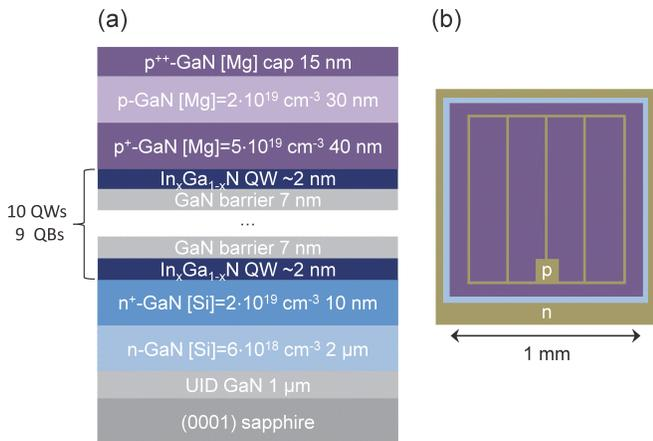 (a)
p⁺⁺-GaN [Mg] cap 15 nm
p-GaN [Mg]=2·10¹⁹ cm⁻³ 30 nm
p⁺-GaN [Mg]=5·10¹⁹ cm⁻³ 40 nm
InₓGa₁₋ₓN QW ~2 nm
GaN barrier 7 nm
10 QWs
9 QBs
...
GaN barrier 7 nm
InₓGa₁₋ₓN QW ~2 nm
n⁺-GaN [Si]=2·10¹⁹ cm⁻³ 10 nm
n-GaN [Si]=6·10¹⁸ cm⁻³ 2 µm
UID GaN 1 µm
(0001) sapphire
(b)
p
n
1 mm